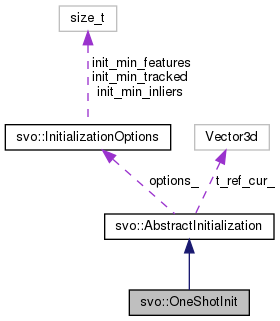 size_t
init_min_features
init_min_tracked
init_min_inliers
svo::InitializationOptions
Vector3d
options_
t_ref_cur_
svo::AbstractInitialization
svo::OneShotInit